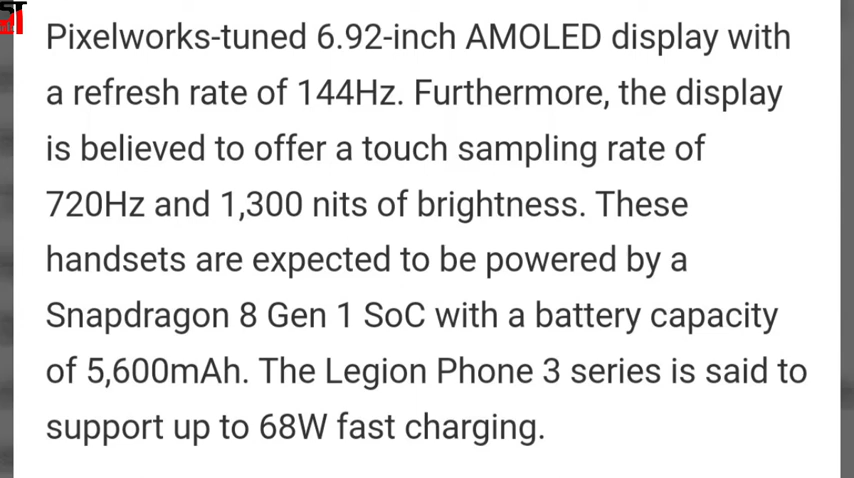 ST
Pixelworks-tuned 6.92-inch AMOLED display with
a refresh rate of 144Hz. Furthermore, the display
is believed to offer a touch sampling rate of
720Hz and 1,300 nits of brightness. These
handsets are expected to be powered by a
Snapdragon 8 Gen 1 SoC with a battery capacity
of 5,600mAh. The Legion Phone 3 series is said to
support up to 68W fast charging.